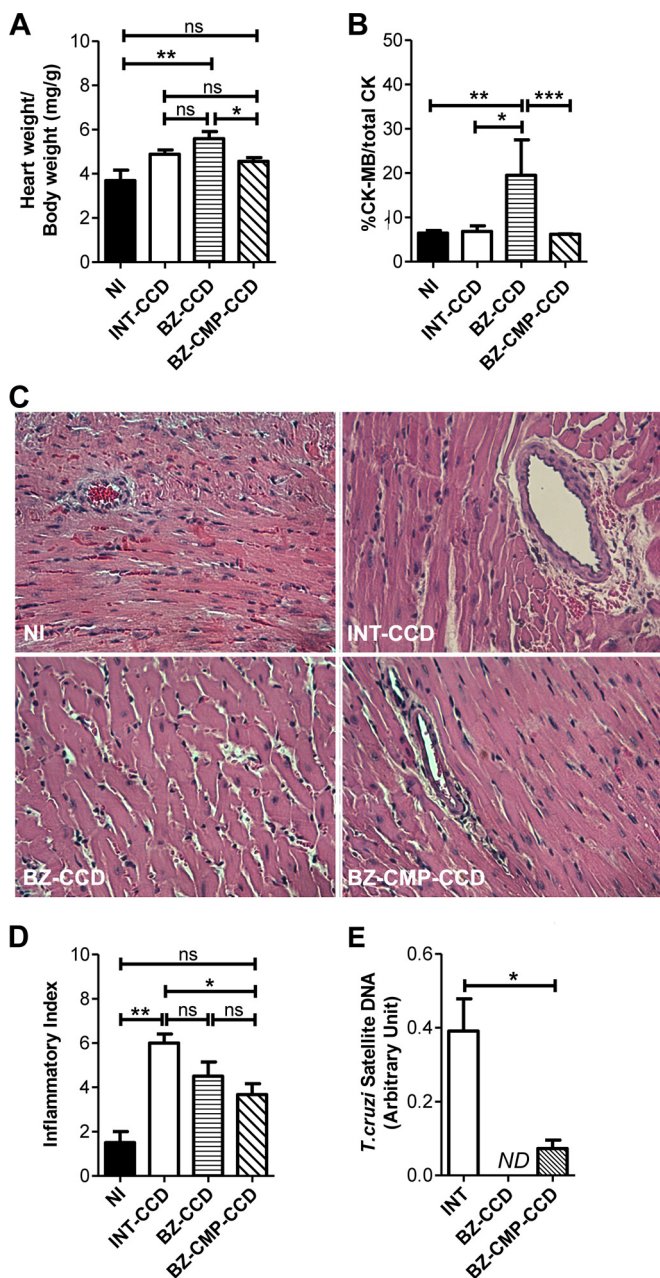 A
B
ns
**
ns
ns
*
Heart weight/
Body weight (mg/g)
10
8
6
4
2
0
NI
INT-CCD
BZ-CCD
BZ-CMP-CCD
**
***
*
%CK-MB/total CK
50
40
30
20
10
0
NI
INT-CCD
BZ-CCD
BZ-CMP-CCD
C
NI
INT-CCD
BZ-CCD
BZ-CMP-CCD
D
E
ns
*
**
ns
ns
Inflammatory Index
10
8
6
4
2
0
NI
INT-CCD
BZ-CCD
BZ-CMP-CCD
*
T.cruzi Satellite DNA
(Arbitrary Unit)
0.6
0.4
0.2
0.0
ND
INT
BZ-CCD
BZ-CMP-CCD